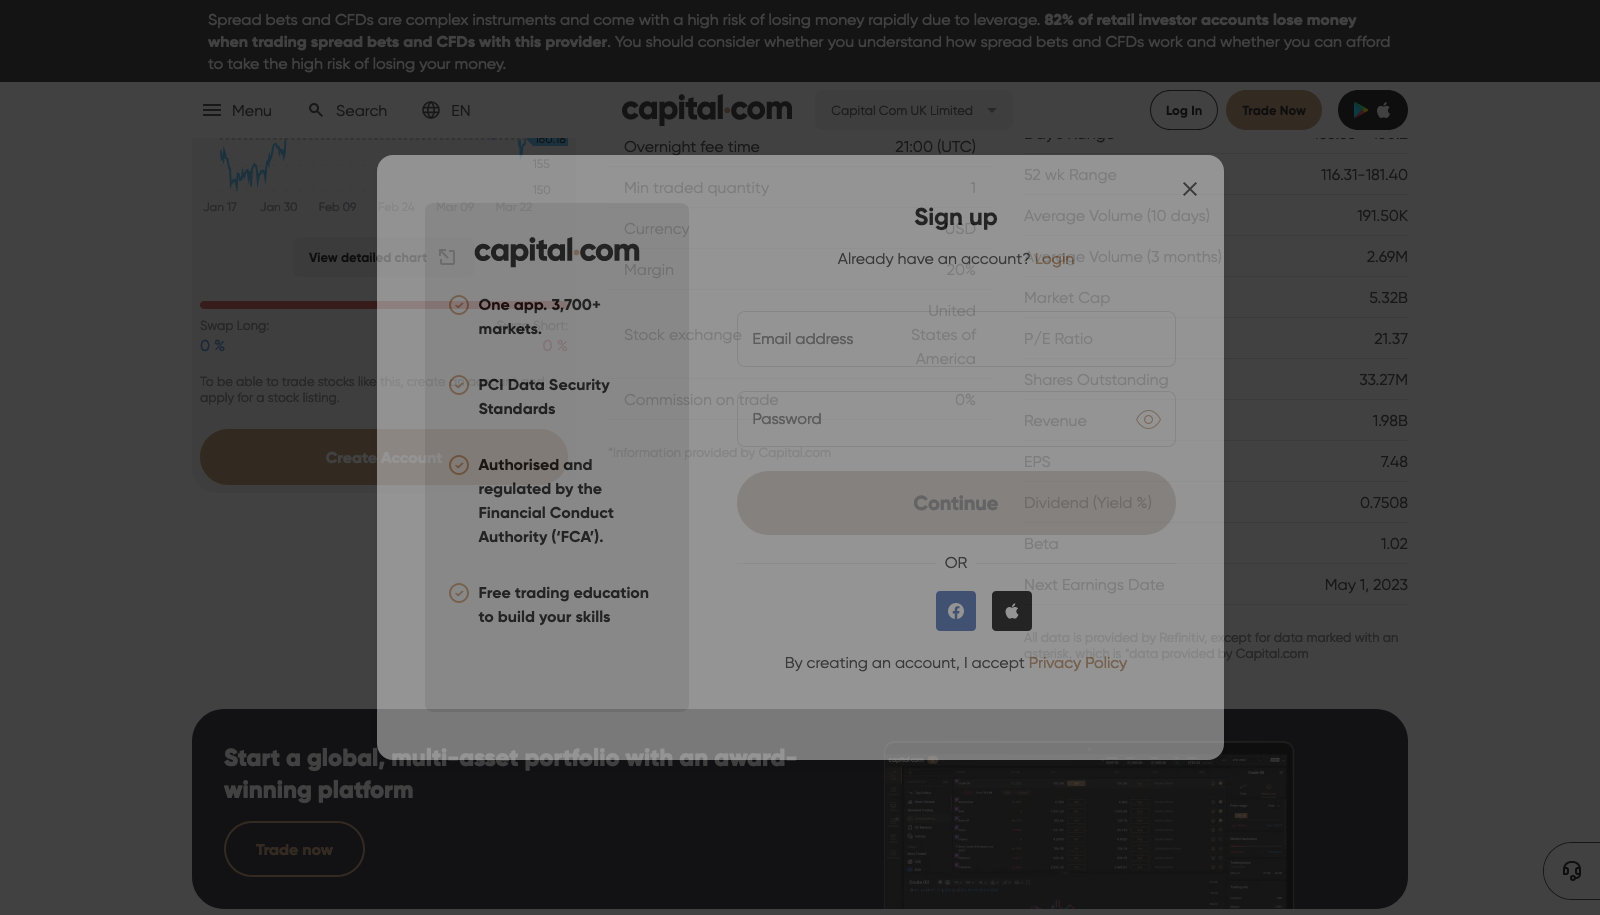 Spread bets and CFDs are complex instruments and come with a high risk of losing money rapidly due to leverage. 82% of retail investor accounts lose money
when trading spread bets and CFDs with this provider. You should consider whether you understand how spread bets and CFDs work and whether you can afford
to take the high risk of losing your money.
Menu
Search
EN
capital.com
Capital Com UK Limited
Log In
Trade Now
155
150
Jan 17
Jan 30
Feb 09
Feb 24
Mar 09
Mar 22
View detailed chart
Swap Long:
0 %
Short:
0 %
To be able to trade stocks like this, create
apply for a stock listing.
Create Account
Overnight fee time
21:00 (UTC)
Min traded quantity
1
Currency
USD
Margin
20%
Stock exchange
United
States of
America
Commission on trade
0%
*Information provided by Capital.com
52 wk Range
116.31-181.40
Average Volume (10 days)
191.50K
Average Volume (3 months)
2.69M
Market Cap
5.32B
P/E Ratio
21.37
Shares Outstanding
33.27M
Revenue
1.98B
EPS
7.48
Dividend (Yield %)
0.7508
Beta
1.02
Next Earnings Date
May 1, 2023
All data is provided by Refinitiv, except for data marked with an
asterisk, which is *data provided by Capital.com
capital.com
One app. 3,700+
markets.
PCI Data Security
Standards
Authorised and
regulated by the
Financial Conduct
Authority (‘FCA’).
Free trading education
to build your skills
Sign up
Already have an account? Login
Email address
Password
Continue
OR
By creating an account, I accept Privacy Policy
Start a global, multi-asset portfolio with an award-
winning platform
Trade now